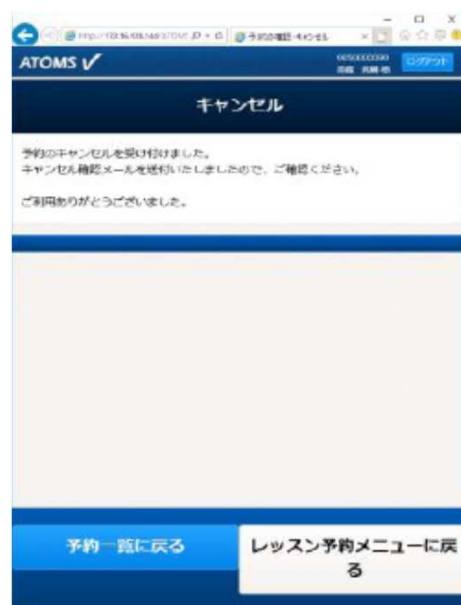 ATOMS
ログアウト
キャンセル
予約のキャンセルを受け付けました。
キャンセル確認メールを送付いたしましたので、ご確認ください。
ご利用ありがとうございました。
予約一覧に戻る
レッスン予約メニューに戻
る